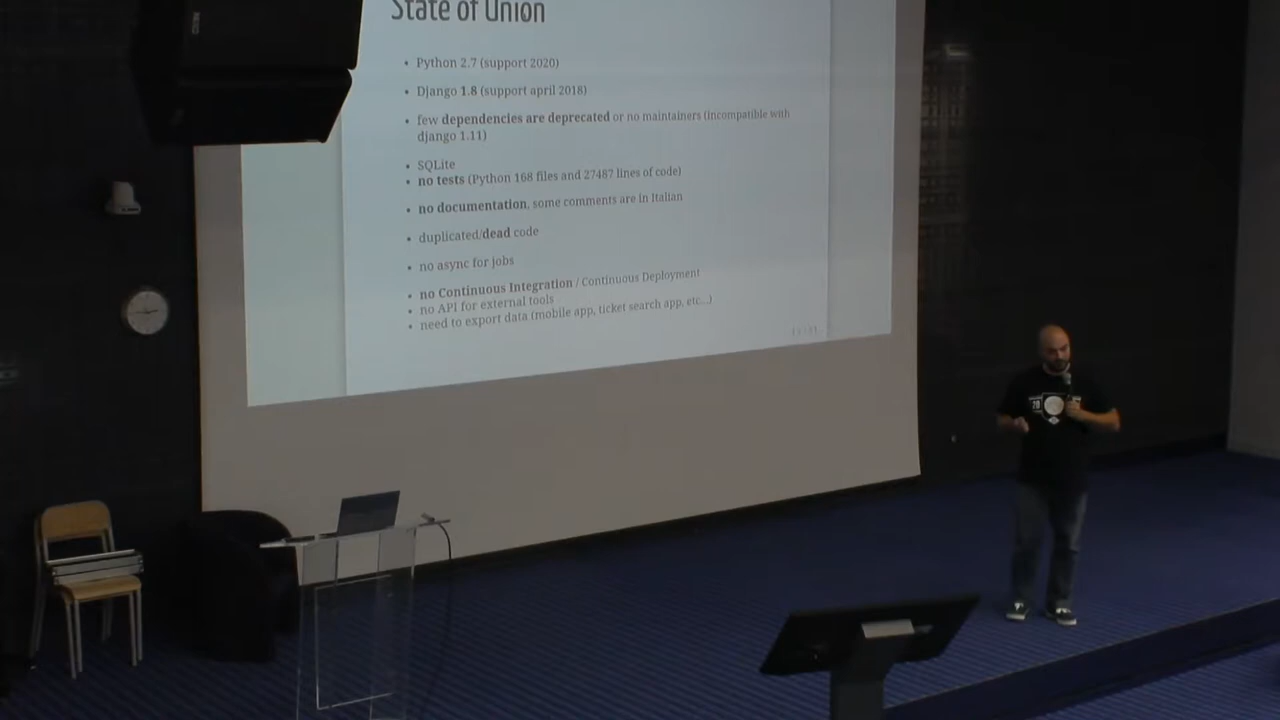 State of Union
• Python 2.7 (support 2020)
• Django 1.8 (support april 2018)
• few dependencies are deprecated or no maintainers (incompatible with
django 1.11)
• SQLite
• no tests (Python 168 files and 27487 lines of code)
• no documentation, some comments are in Italian
• duplicated/dead code
• no async for jobs
• no Continuous Integration / Continuous Deployment
• no API for external tools
• need to export data (mobile app, ticket search app, etc...)